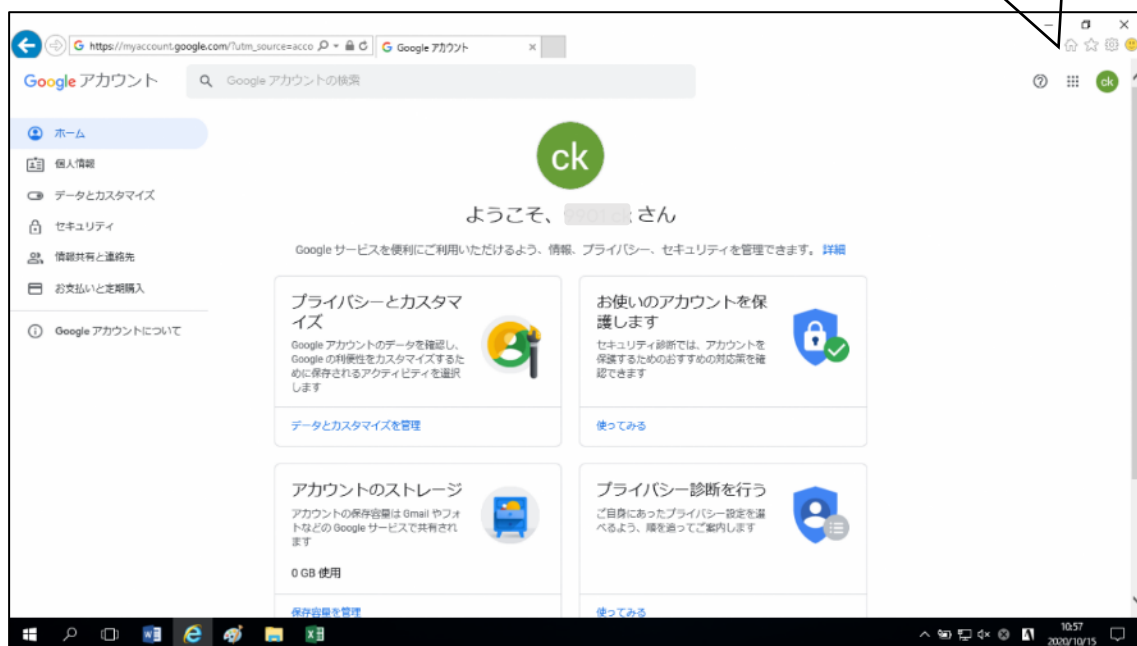 https://myaccount.google.com/?utm_source=acco
Google アカウント
Google アカウント
Google アカウントの検索
ck
ホーム
個人情報
データとカスタマイズ
セキュリティ
情報共有と連絡先
お支払いと定期購入
Google アカウントについて
ck
ようこそ、 さん
Google サービスを便利にご利用いただけるよう、情報、プライバシー、セキュリティを管理できます。 詳細
プライバシーとカスタマ
イズ
Google アカウントのデータを確認し、
Google の利便性をカスタマイズするた
めに保存されるアクティビティを選択
します
データとカスタマイズを管理
お使いのアカウントを保
護します
セキュリティ診断では、アカウントを
保護するためのおすすめの対応策を確
認できます
使ってみる
アカウントのストレージ
アカウントの保存容量は Gmail やフォ
トなどの Google サービスで共有され
ます
0 GB 使用
保存容量を管理
プライバシー診断を行う
ご自身にあったプライバシー設定を選
べるよう、順を追ってご案内します
使ってみる
10:57
2020/10/15